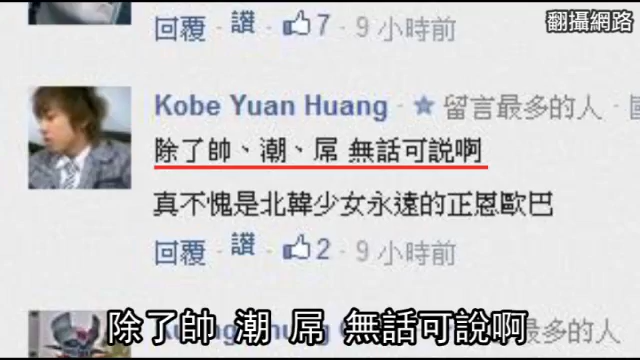 翻攝網路
回覆 · 讚 · 7 · 9 小時前
Kobe Yuan Huang · ★ 留言最多的人 ·
除了帥、潮、屌 無話可說啊
真不愧是北韓少女永遠的正恩歐巴
回覆 · 讚 · 2 · 9 小時前
留言最多的人
除了帥 潮 屌 無話可說啊